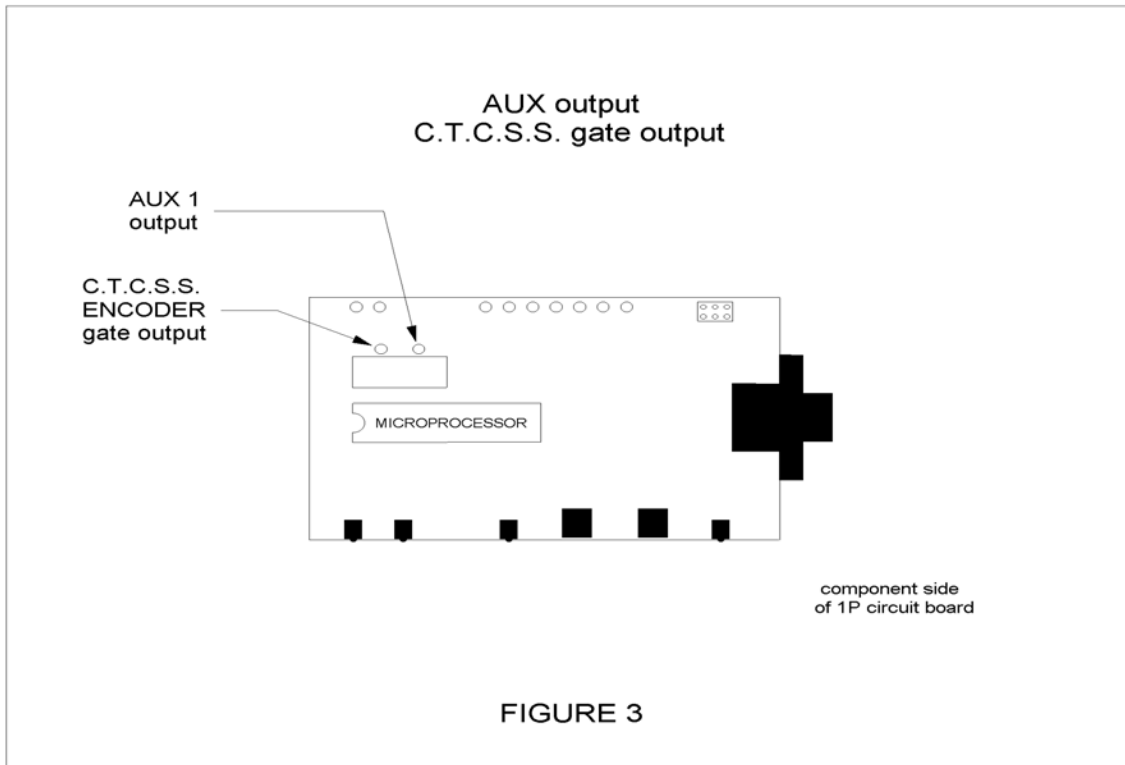 AUX output
C.T.C.S.S. gate output
AUX 1
output
C.T.C.S.S.
ENCODER
gate output
MICROPROCESSOR
component side
of 1P circuit board
FIGURE 3